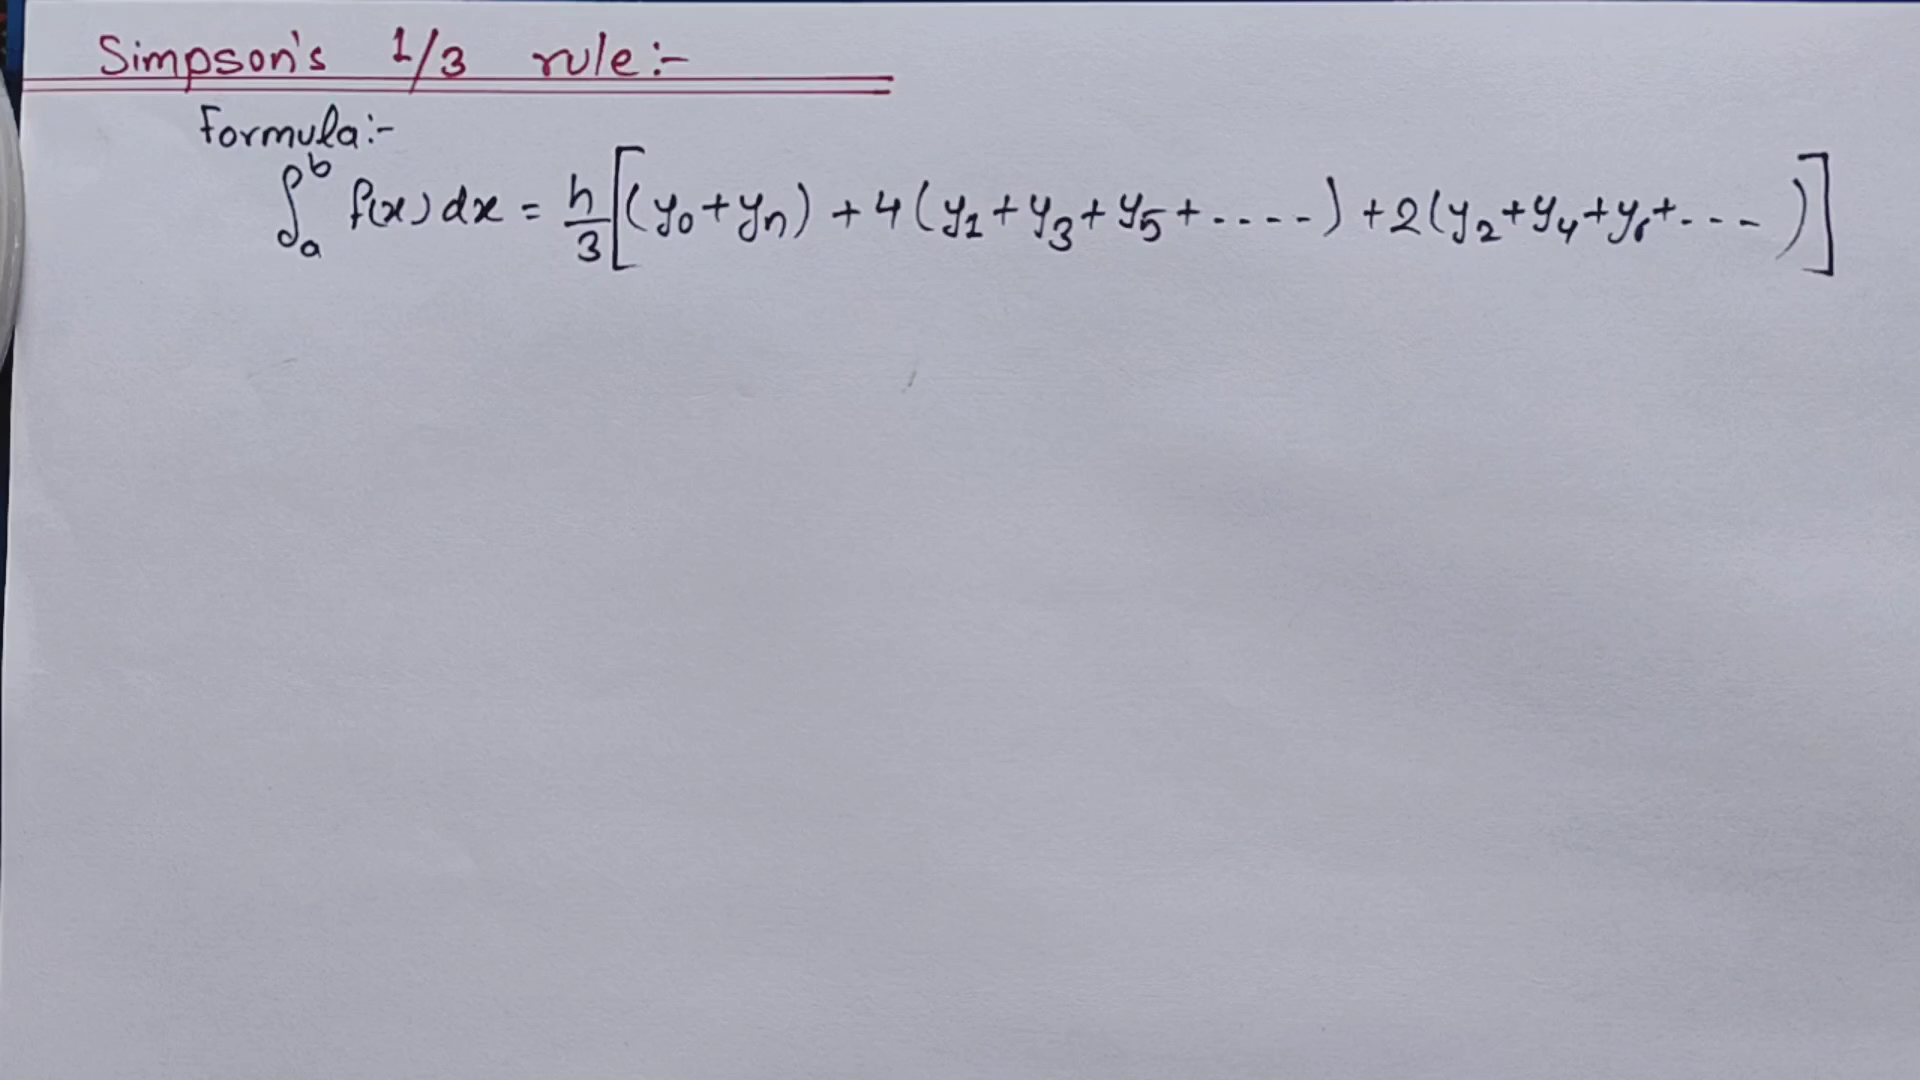 Simpson's 1/3 rule:-
Formula:-
∫ₐᵇ f(x) dx = h/3 [(y₀+yₙ) + 4(y₁+y₃+y₅+....) + 2(y₂+y₄+y₆+...)]